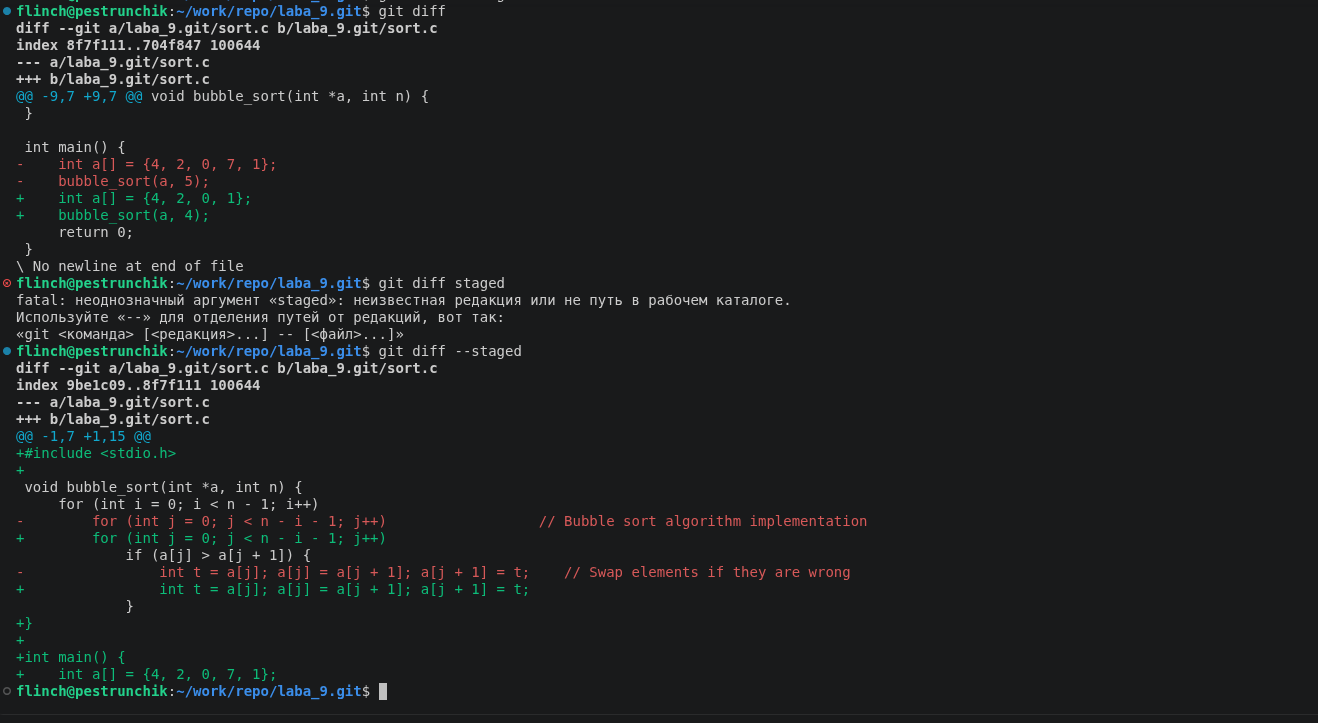 flinch@pestrunchik:~/work/repo/laba_9.git$ git diff
diff --git a/laba_9.git/sort.c b/laba_9.git/sort.c
index 8f7f111..704f847 100644
--- a/laba_9.git/sort.c
+++ b/laba_9.git/sort.c
@@ -9,7 +9,7 @@ void bubble_sort(int *a, int n) {
 }

 int main() {
-    int a[] = {4, 2, 0, 7, 1};
-    bubble_sort(a, 5);
+    int a[] = {4, 2, 0, 1};
+    bubble_sort(a, 4);
     return 0;
 }
\ No newline at end of file
flinch@pestrunchik:~/work/repo/laba_9.git$ git diff staged
fatal: неоднозначный аргумент «staged»: неизвестная редакция или не путь в рабочем каталоге.
Используйте «--» для отделения путей от редакций, вот так:
«git <команда> [<редакция>...] -- [<файл>...]»
flinch@pestrunchik:~/work/repo/laba_9.git$ git diff --staged
diff --git a/laba_9.git/sort.c b/laba_9.git/sort.c
index 9be1c09..8f7f111 100644
--- a/laba_9.git/sort.c
+++ b/laba_9.git/sort.c
@@ -1,7 +1,15 @@
+#include <stdio.h>
+
 void bubble_sort(int *a, int n) {
     for (int i = 0; i < n - 1; i++)
-        for (int j = 0; j < n - i - 1; j++)                  // Bubble sort algorithm implementation
+        for (int j = 0; j < n - i - 1; j++)
             if (a[j] > a[j + 1]) {
-                int t = a[j]; a[j] = a[j + 1]; a[j + 1] = t;    // Swap elements if they are wrong
+                int t = a[j]; a[j] = a[j + 1]; a[j + 1] = t;
             }
+}
+
+int main() {
+    int a[] = {4, 2, 0, 7, 1};
flinch@pestrunchik:~/work/repo/laba_9.git$